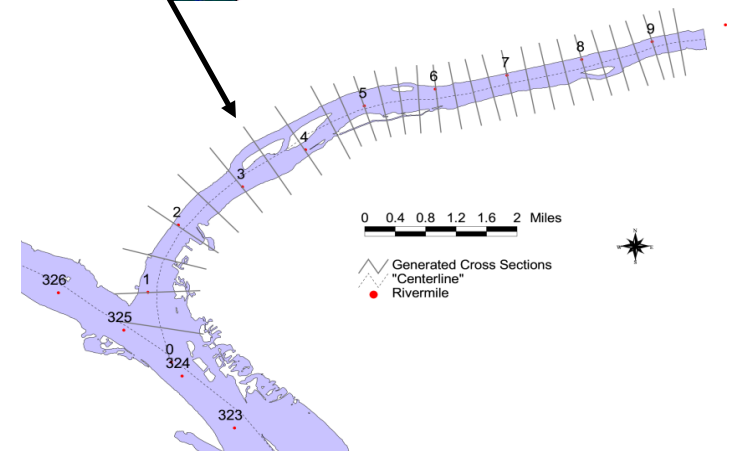 9
8
7
6
5
4
3
2
0 0.4 0.8 1.2 1.6 2 Miles
N
W E
S
Generated Cross Sections
"Centerline"
Rivermile
326
1
325
0
324
323